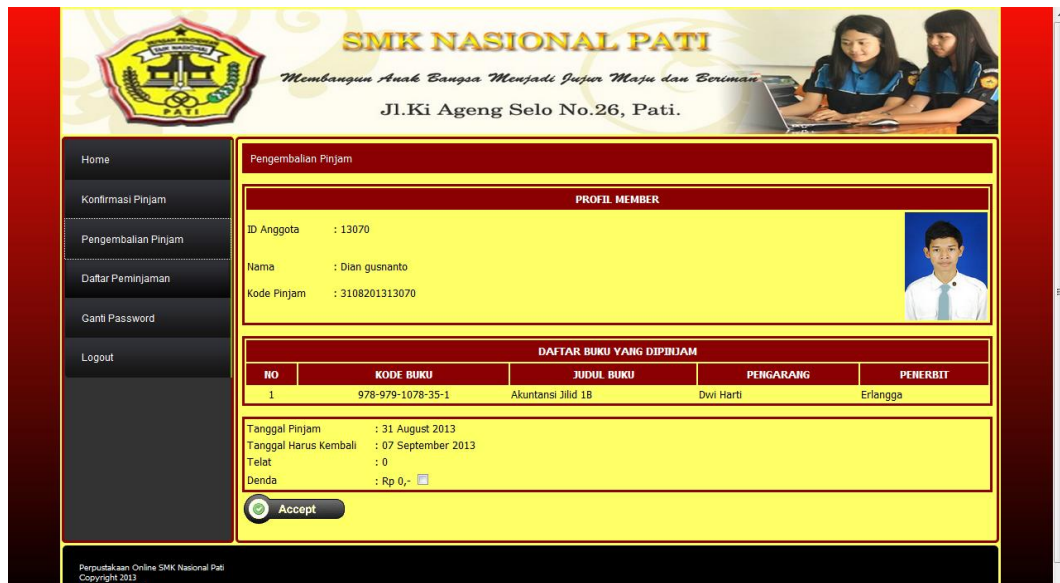 SMK NASIONAL PATI
Membangun Anak Bangsa Menjadi Jujur Maju dan Beriman
Jl.Ki Ageng Selo No.26, Pati.
PATI
Home
Konfirmasi Pinjam
Pengembalian Pinjam
Daftar Peminjaman
Ganti Password
Logout
Pengembalian Pinjam
PROFIL MEMBER
ID Anggota : 13070
Nama : Dian gusnanto
Kode Pinjam : 3108201313070
DAFTAR BUKU YANG DIPINJAM
NO KODE BUKU JUDUL BUKU PENGARANG PENERBIT
1 978-979-1078-35-1 Akuntansi Jilid 1B Dwi Harti Erlangga
Tanggal Pinjam : 31 August 2013
Tanggal Harus Kembali : 07 September 2013
Telat : 0
Denda : Rp 0,-
Accept
Perpustakaan Online SMK Nasional Pati
Copyright 2013